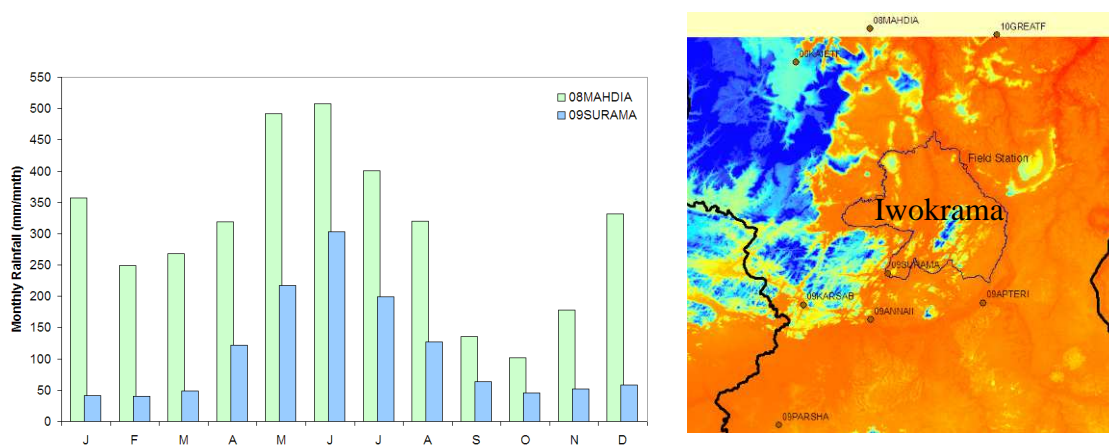 Monthly Rainfall (mm/mnth)
550
500
450
400
350
300
250
200
150
100
50
0
J F M A M J J A S O N D
08MAHDIA
09SURAMA
08MAHDIA
10GREATF
Field Station
Iwokrama
09SURAMA
09KARSAB
09APTERI
09ANNAII
09PARSHA